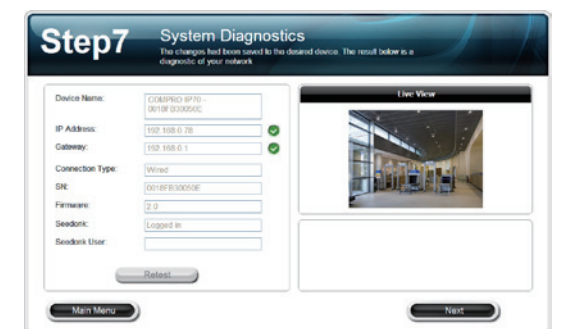 Step7
System Diagnostics
The changes had been saved to the desired device. The result below is a
diagnostic of your network
Device Name:
COMPRO IP70 -
0018FB30050E
IP Address:
192.168.0.78
Gateway:
192.168.0.1
Connection Type:
Wired
SN:
0018FB30050E
Firmware:
2.0
Seedonk:
Logged in
Seedonk User:
Retest
Live View
Main Menu
Next